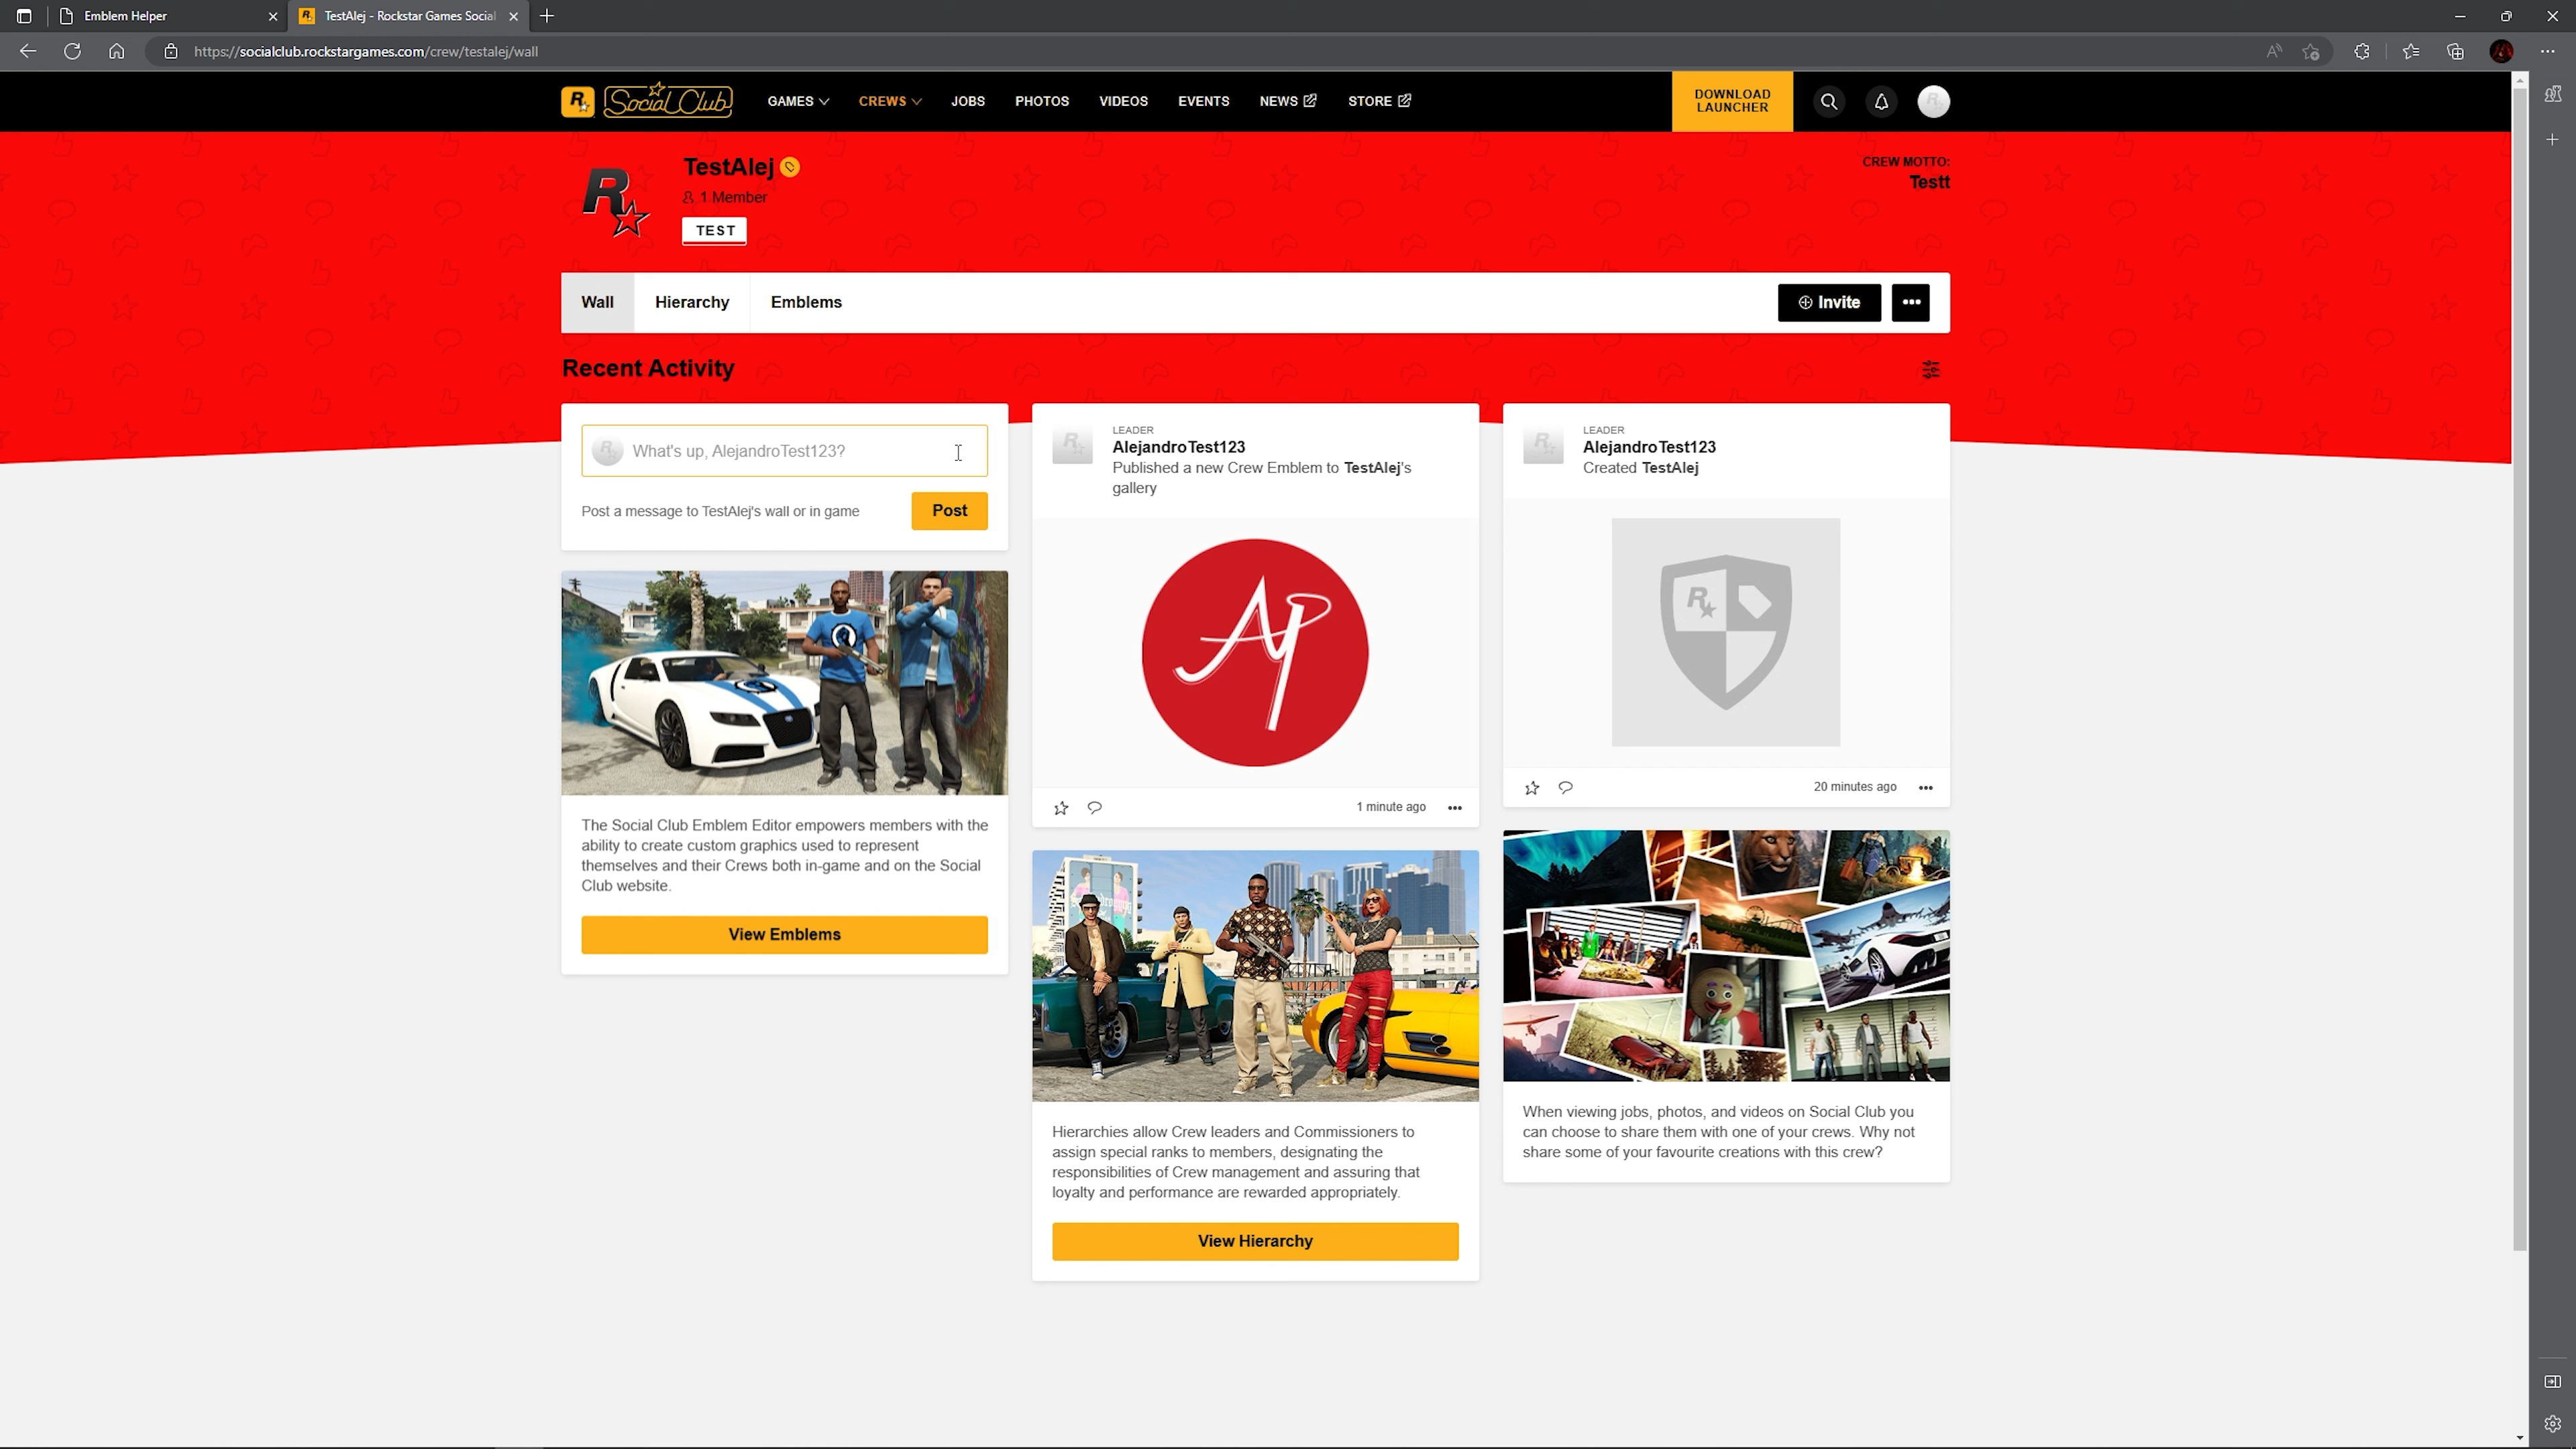 Emblem Helper
TestAlej - Rockstar Games Social
https://socialclub.rockstargames.com/crew/testalej/wall
R Social Club
GAMES
CREWS
JOBS
PHOTOS
VIDEOS
EVENTS
NEWS
STORE
DOWNLOAD
LAUNCHER
TestAlej
1 Member
TEST
CREW MOTTO:
Testt
Wall
Hierarchy
Emblems
Invite
Recent Activity
What's up, AlejandroTest123?
Post a message to TestAlej's wall or in game
Post
The Social Club Emblem Editor empowers members with the
ability to create custom graphics used to represent
themselves and their Crews both in-game and on the Social
Club website.
View Emblems
LEADER
AlejandroTest123
Published a new Crew Emblem to TestAlej's
gallery
AP
1 minute ago
Hierarchies allow Crew leaders and Commissioners to
assign special ranks to members, designating the
responsibilities of Crew management and assuring that
loyalty and performance are rewarded appropriately.
View Hierarchy
LEADER
AlejandroTest123
Created TestAlej
20 minutes ago
When viewing jobs, photos, and videos on Social Club you
can choose to share them with one of your crews. Why not
share some of your favourite creations with this crew?